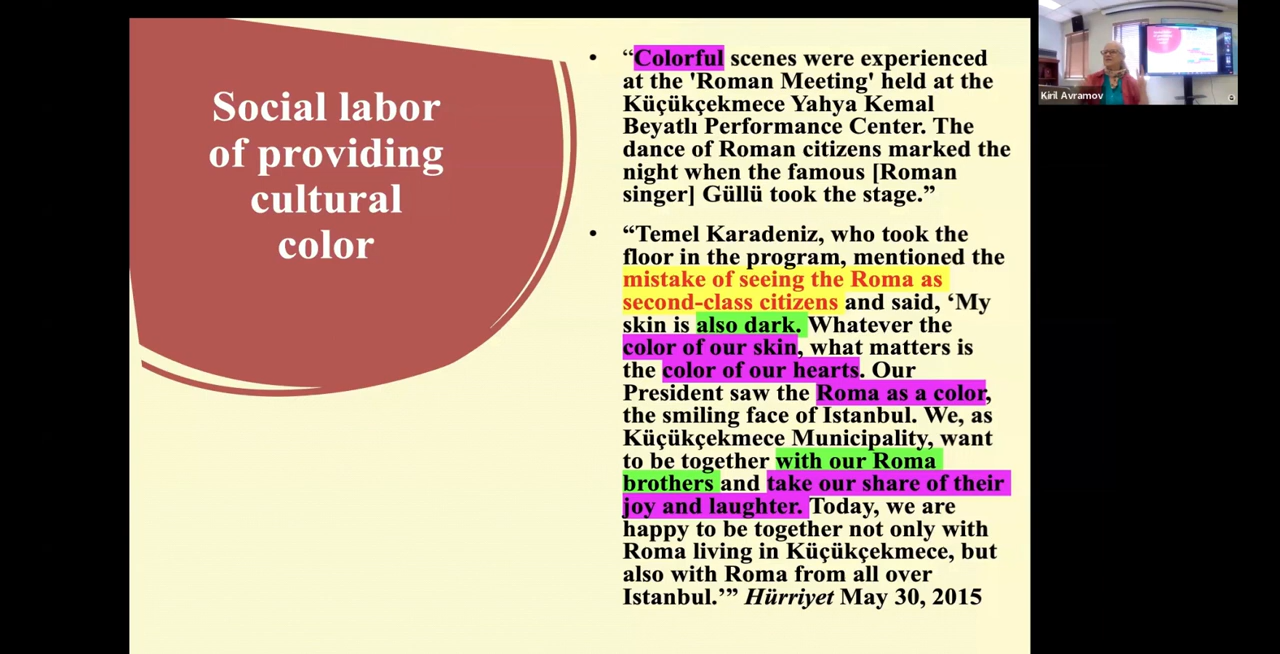 Social labor
of providing
cultural
color
• “Colorful scenes were experienced
at the 'Roman Meeting' held at the
Küçükçekmece Yahya Kemal
Beyatlı Performance Center. The
dance of Roman citizens marked the
night when the famous [Roman
singer] Güllü took the stage.”
• “Temel Karadeniz, who took the
floor in the program, mentioned the
mistake of seeing the Roma as
second-class citizens and said, ‘My
skin is also dark. Whatever the
color of our skin, what matters is
the color of our hearts. Our
President saw the Roma as a color,
the smiling face of Istanbul. We, as
Küçükçekmece Municipality, want
to be together with our Roma
brothers and take our share of their
joy and laughter. Today, we are
happy to be together not only with
Roma living in Küçükçekmece, but
also with Roma from all over
Istanbul.’” Hürriyet May 30, 2015
Kiril Avramov